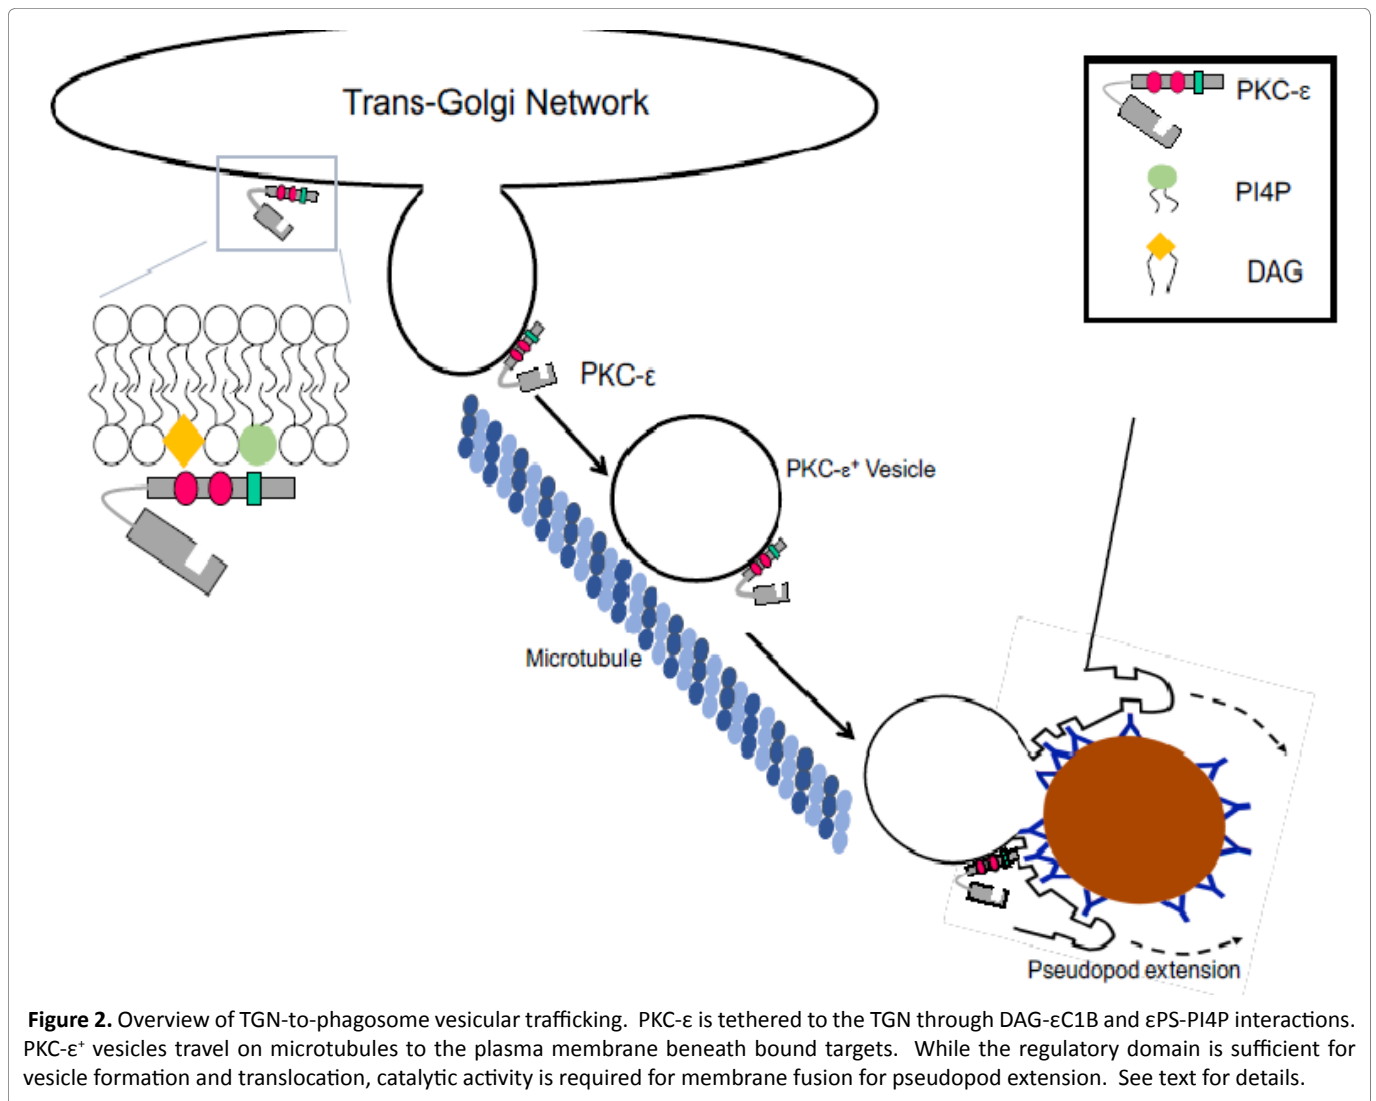 Trans-Golgi Network
PKC-ε
PI4P
DAG
PKC-ε
PKC-ε⁺ Vesicle
Microtubule
Pseudopod extension
Figure 2. Overview of TGN-to-phagosome vesicular trafficking. PKC-ε is tethered to the TGN through DAG-εC1B and εPS-PI4P interactions.
PKC-ε⁺ vesicles travel on microtubules to the plasma membrane beneath bound targets. While the regulatory domain is sufficient for
vesicle formation and translocation, catalytic activity is required for membrane fusion for pseudopod extension. See text for details.